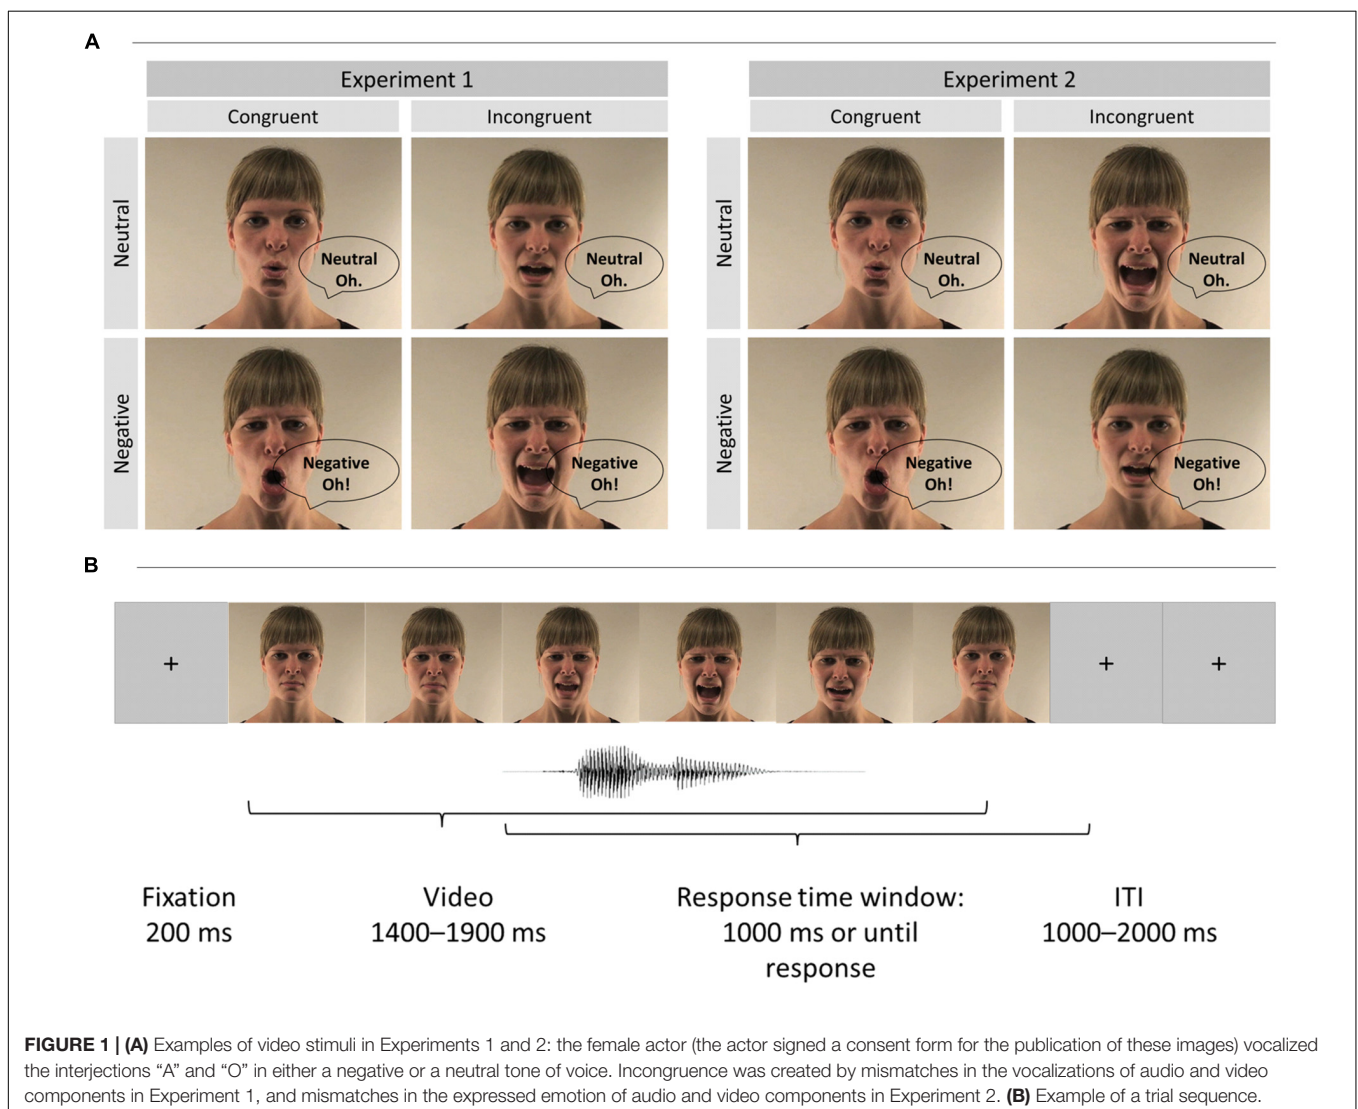 A
Experiment 1
Experiment 2
Congruent
Incongruent
Congruent
Incongruent
Neutral
Neutral
Oh.
Neutral
Oh.
Neutral
Neutral
Oh.
Neutral
Oh.
Negative
Negative
Oh!
Negative
Oh!
Negative
Negative
Oh!
Negative
Oh!
B
+
+
+
Fixation
200 ms
Video
1400–1900 ms
Response time window:
1000 ms or until
response
ITI
1000–2000 ms
FIGURE 1 | (A) Examples of video stimuli in Experiments 1 and 2: the female actor (the actor signed a consent form for the publication of these images) vocalized
the interjections “A” and “O” in either a negative or a neutral tone of voice. Incongruence was created by mismatches in the vocalizations of audio and video
components in Experiment 1, and mismatches in the expressed emotion of audio and video components in Experiment 2. (B) Example of a trial sequence.